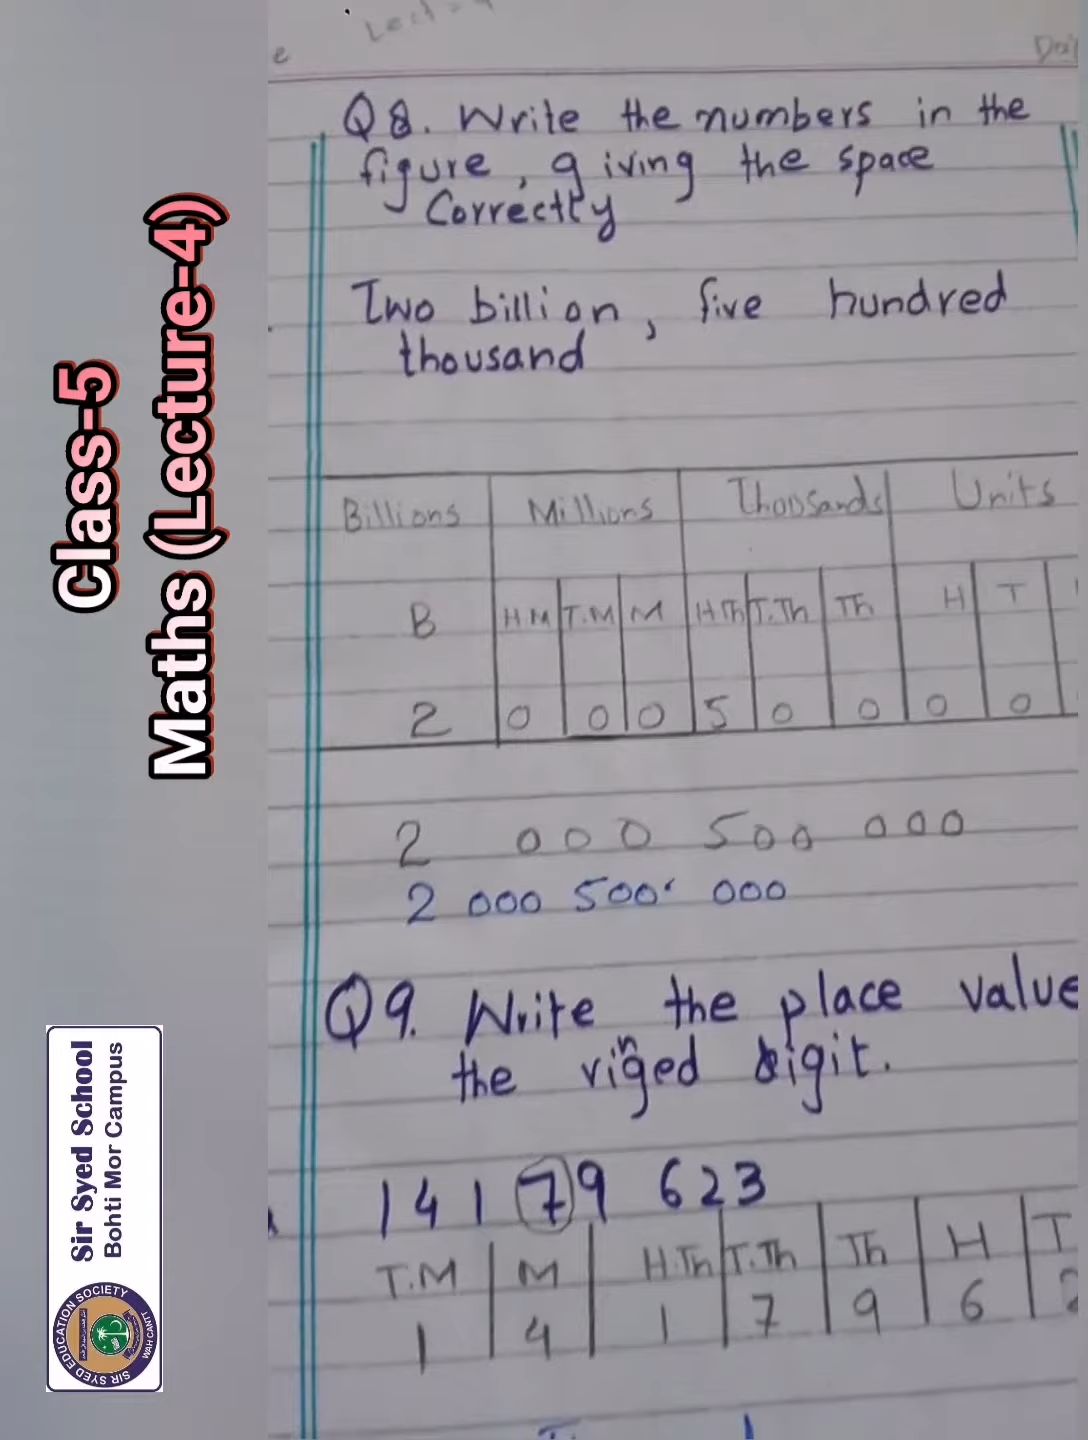 Class-5
Maths (Lecture-4)
Sir Syed School
Bohti Mor Campus
SIR SYED EDUCATION SOCIETY
WAH CANTT
Q8. Write the numbers in the
figure, giving the space
Correctly
Two billion, five hundred
thousand
Billions Millions Thousands Units
B H.M T.M M H.Th T.Th Th H T
2 0 0 0 5 0 0 0 0
2 000 500 000
2 000 500 000
Q9. Write the place value
the ringed digit.
14 1 7 9 623
T.M M H.Th T.Th Th H T
1 4 1 7 9 6 2